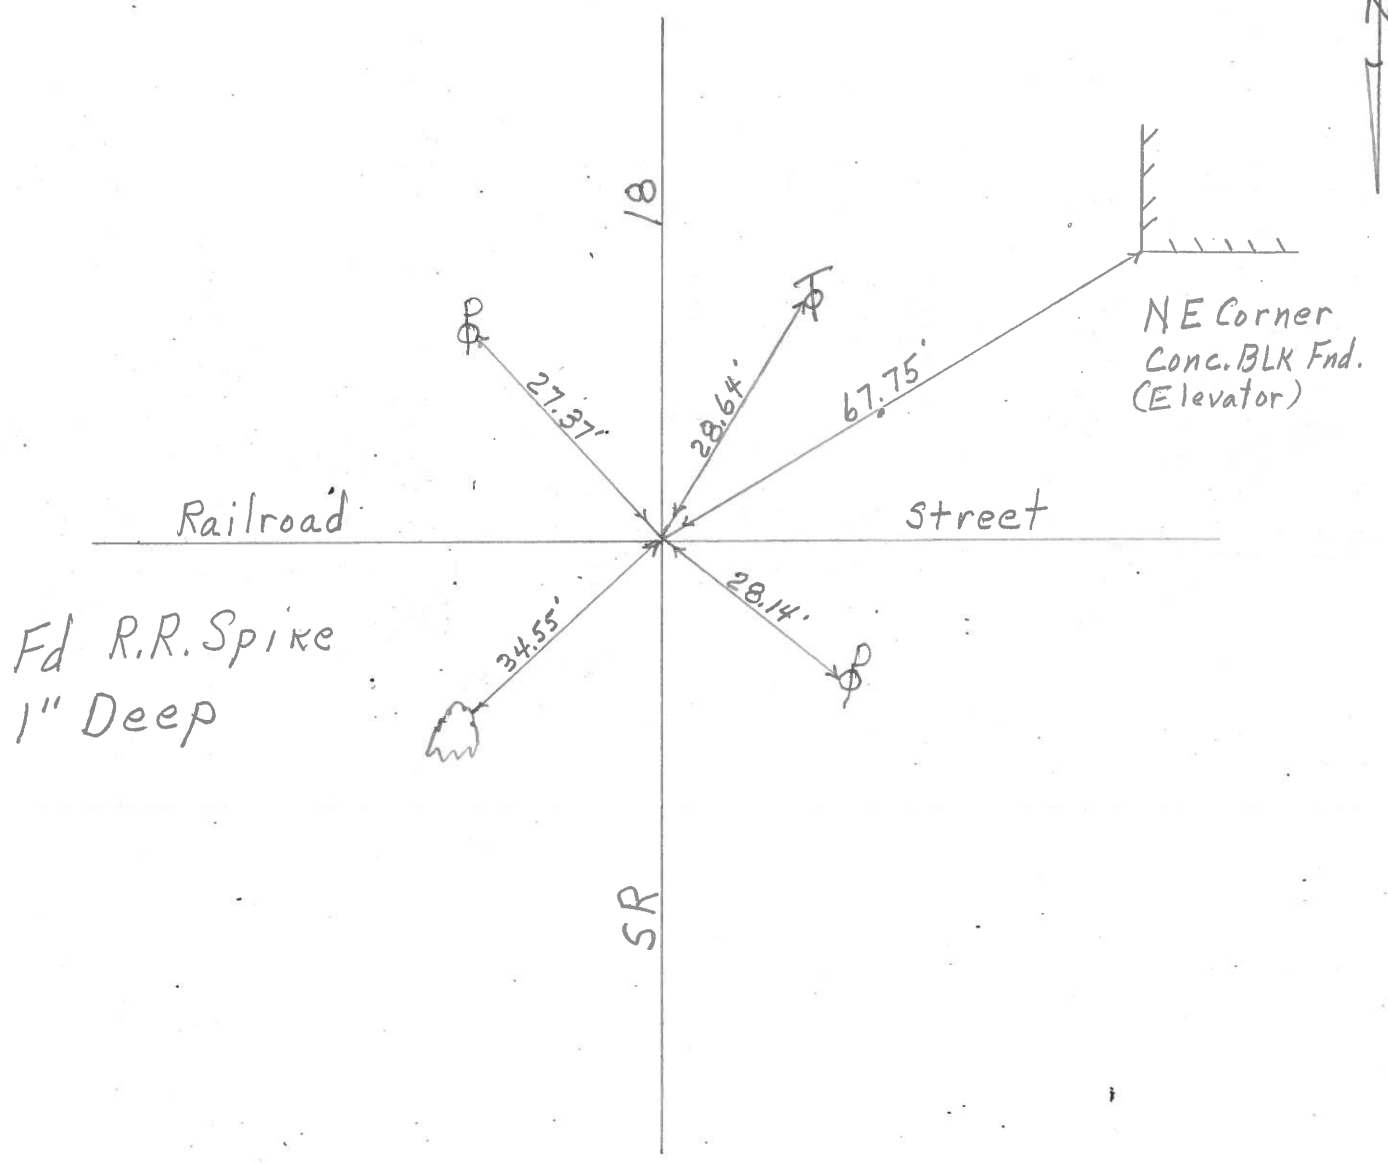 N
18
P
T
NE Corner
Conc. BLK Fnd.
(Elevator)
27.37'
28.64'
67.75'
Railroad
Street
Fd R.R. Spike
1" Deep
34.55'
28.14'
P
SR